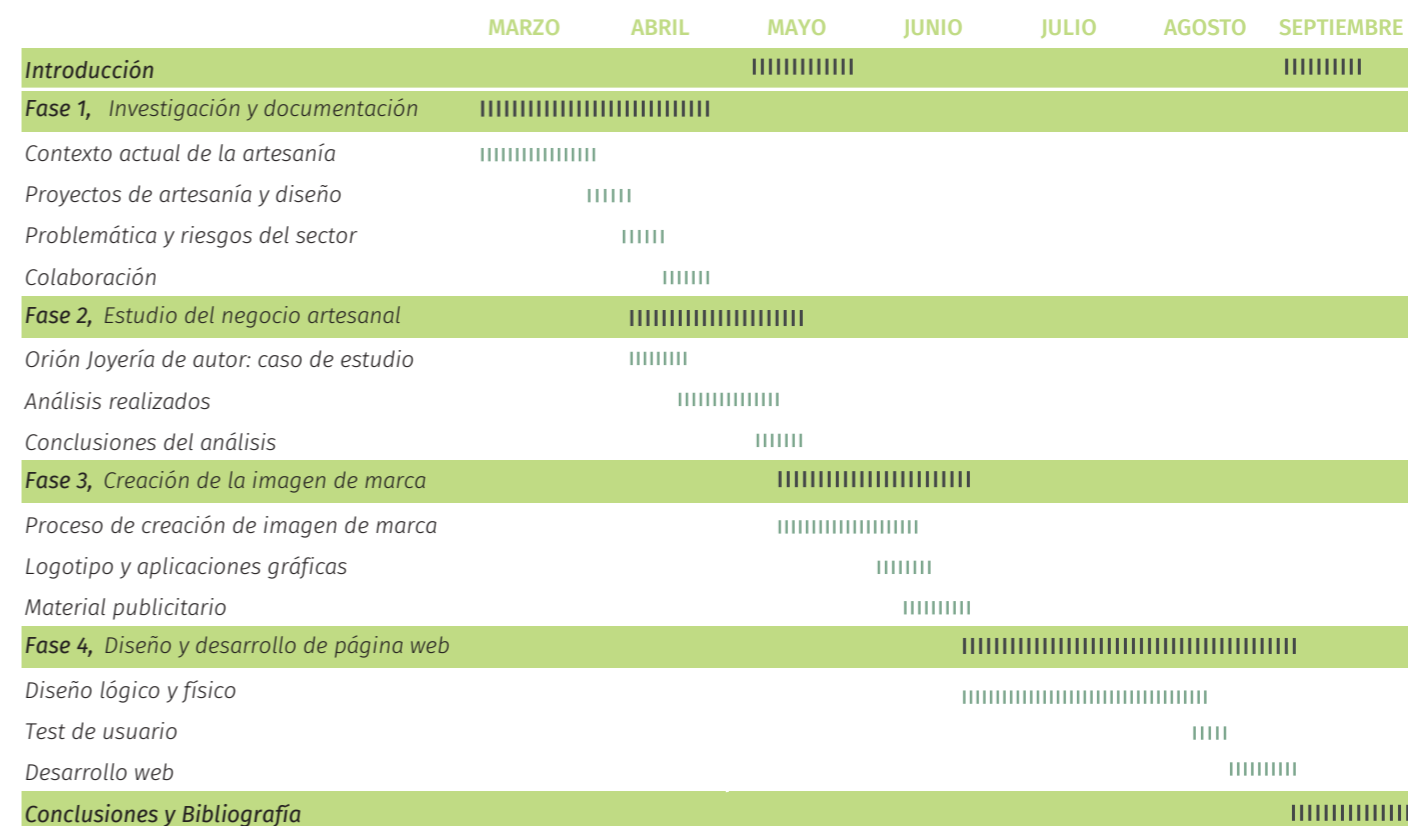 MARZO ABRIL MAYO JUNIO JULIO AGOSTO SEPTIEMBRE
Introducción
Fase 1, Investigación y documentación
Contexto actual de la artesanía
Proyectos de artesanía y diseño
Problemática y riesgos del sector
Colaboración
Fase 2, Estudio del negocio artesanal
Orión Joyería de autor: caso de estudio
Análisis realizados
Conclusiones del análisis
Fase 3, Creación de la imagen de marca
Proceso de creación de imagen de marca
Logotipo y aplicaciones gráficas
Material publicitario
Fase 4, Diseño y desarrollo de página web
Diseño lógico y físico
Test de usuario
Desarrollo web
Conclusiones y Bibliografía